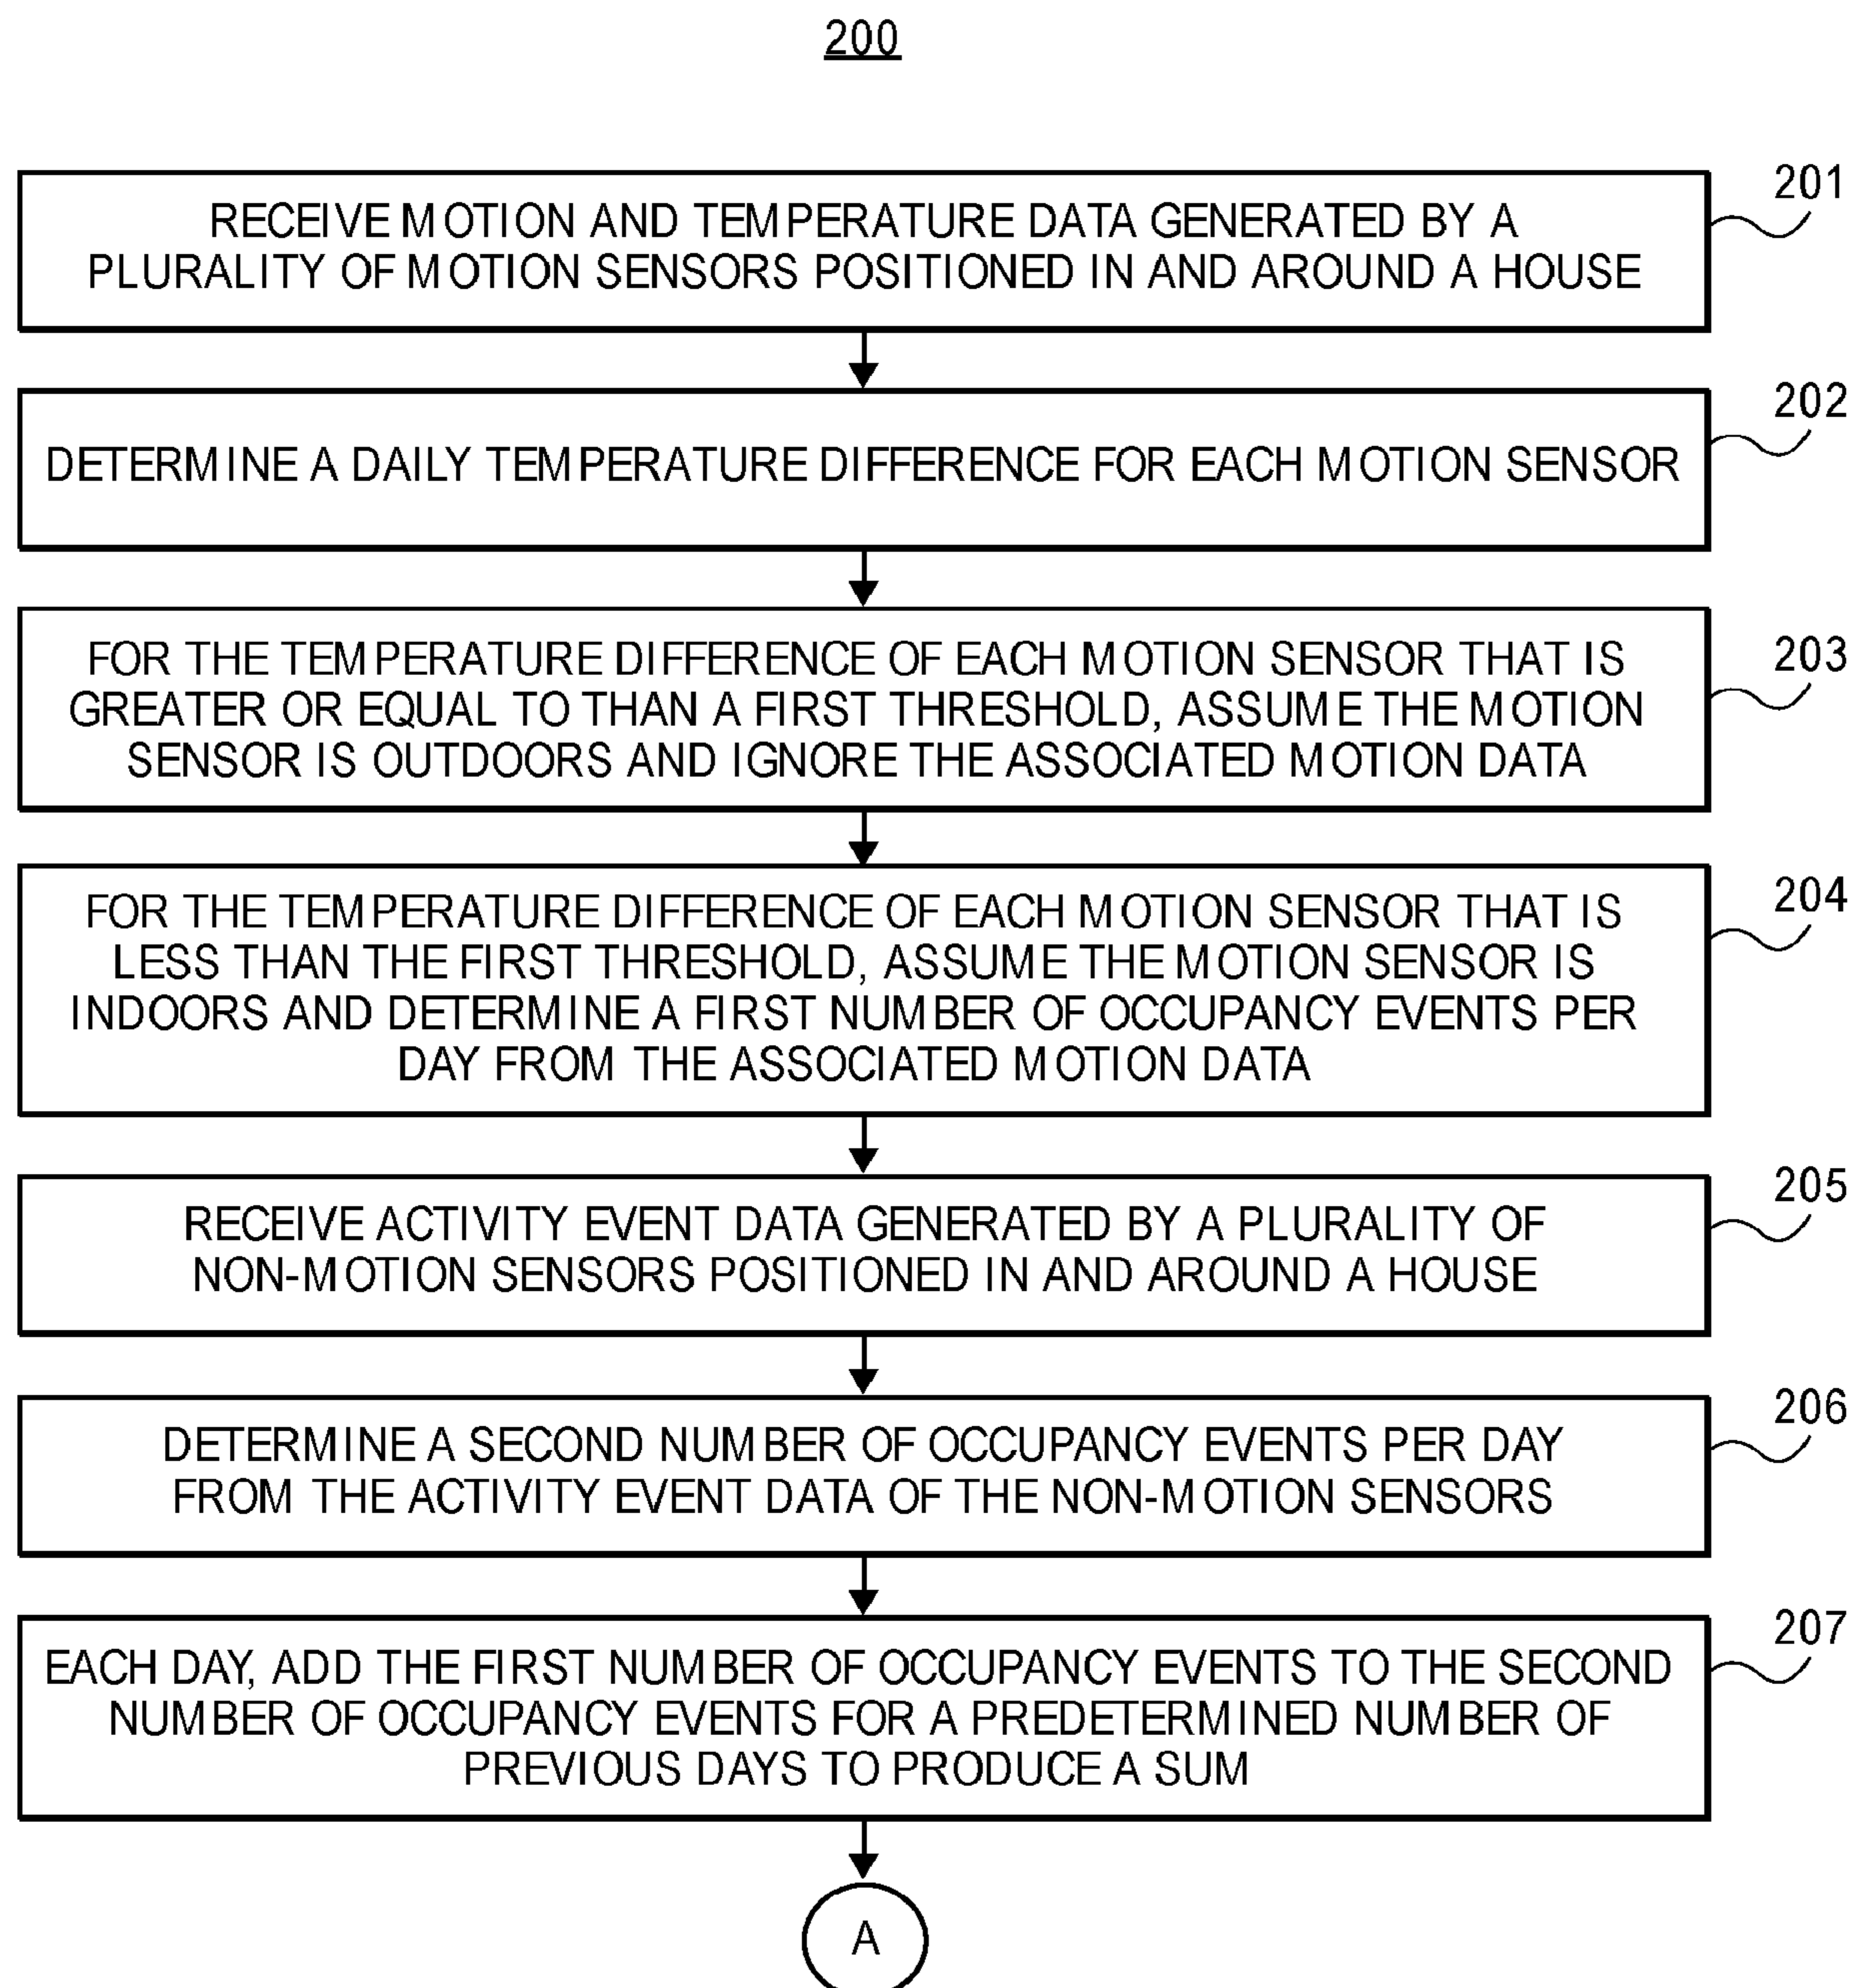 200
201
RECEIVE MOTION AND TEMPERATURE DATA GENERATED BY A
PLURALITY OF MOTION SENSORS POSITIONED IN AND AROUND A HOUSE
202
DETERMINE A DAILY TEMPERATURE DIFFERENCE FOR EACH MOTION SENSOR
203
FOR THE TEMPERATURE DIFFERENCE OF EACH MOTION SENSOR THAT IS
GREATER OR EQUAL TO THAN A FIRST THRESHOLD, ASSUME THE MOTION
SENSOR IS OUTDOORS AND IGNORE THE ASSOCIATED MOTION DATA
204
FOR THE TEMPERATURE DIFFERENCE OF EACH MOTION SENSOR THAT IS
LESS THAN THE FIRST THRESHOLD, ASSUME THE MOTION SENSOR IS
INDOORS AND DETERMINE A FIRST NUMBER OF OCCUPANCY EVENTS PER
DAY FROM THE ASSOCIATED MOTION DATA
205
RECEIVE ACTIVITY EVENT DATA GENERATED BY A PLURALITY OF
NON-MOTION SENSORS POSITIONED IN AND AROUND A HOUSE
206
DETERMINE A SECOND NUMBER OF OCCUPANCY EVENTS PER DAY
FROM THE ACTIVITY EVENT DATA OF THE NON-MOTION SENSORS
207
EACH DAY, ADD THE FIRST NUMBER OF OCCUPANCY EVENTS TO THE SECOND
NUMBER OF OCCUPANCY EVENTS FOR A PREDETERMINED NUMBER OF
PREVIOUS DAYS TO PRODUCE A SUM
A